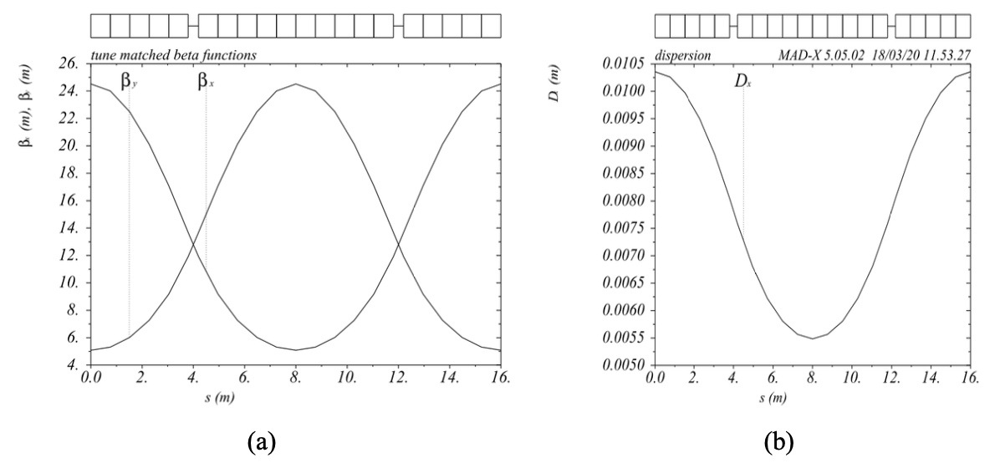 tune matched beta functions
βₓ (m), βᵧ (m)
26.
24.
22.
20.
18.
16.
14.
12.
10.
8.
6.
4.
βy
βx
0.0 2. 4. 6. 8. 10. 12. 14. 16.
s (m)
(a)
dispersion MAD-X 5.05.02 18/03/20 11.53.27
D (m)
0.0105
0.0100
0.0095
0.0090
0.0085
0.0080
0.0075
0.0070
0.0065
0.0060
0.0055
0.0050
Dx
0.0 2. 4. 6. 8. 10. 12. 14. 16.
s (m)
(b)